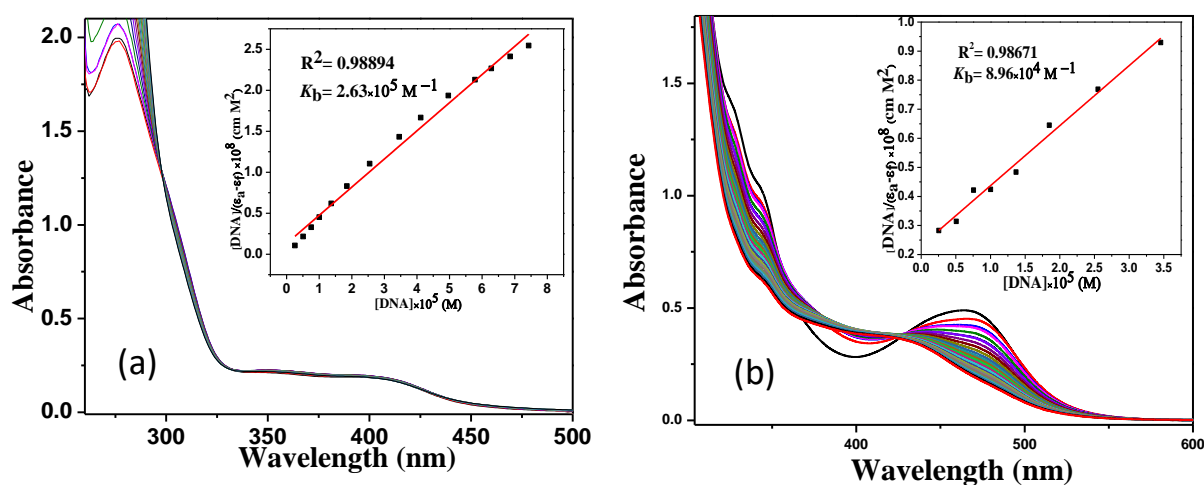 (a)
Absorbance
2.0
1.5
1.0
0.5
0.0
250
300
350
400
450
500
Wavelength (nm)
R²= 0.98894
Kb= 2.63×10⁵ M⁻¹
[DNA]/(εa-εf) ×10⁸ (cm M²)
2.5
2.0
1.5
1.0
0.5
0.0
0 1 2 3 4 5 6 7 8
[DNA]×10⁵ (M)
(b)
Absorbance
1.5
1.0
0.5
0.0
400
500
600
Wavelength (nm)
R²= 0.98671
Kb= 8.96×10⁴ M⁻¹
[DNA]/(εa-εf) ×10⁸ (cm M²)
1.0
0.9
0.8
0.7
0.6
0.5
0.4
0.3
0.2
0.0 0.5 1.0 1.5 2.0 2.5 3.0 3.5
[DNA]×10⁵ (M)